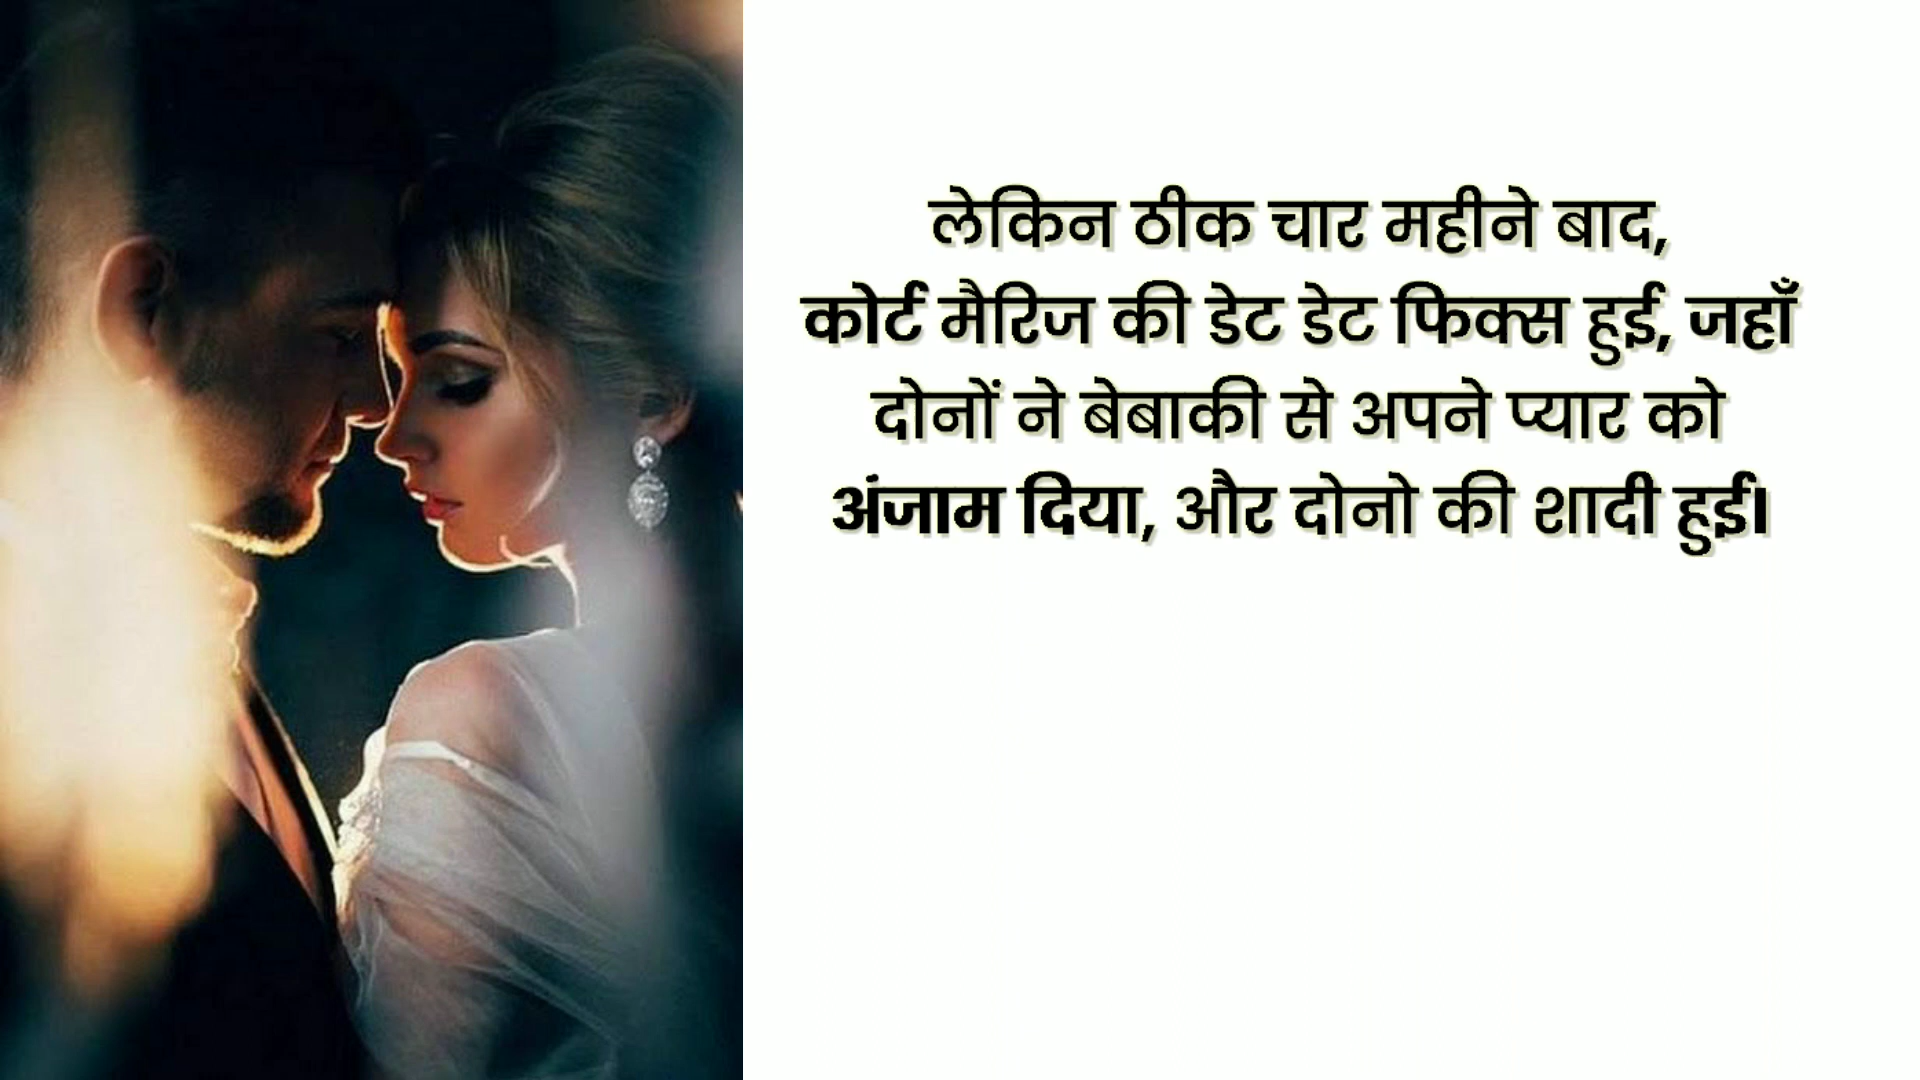 लेकिन ठीक चार महीने बाद,
कोर्ट मैरिज की डेट डेट फिक्स हुई, जहाँ
दोनों ने बेबाकी से अपने प्यार को
अंजाम दिया, और दोनो की शादी हुई।